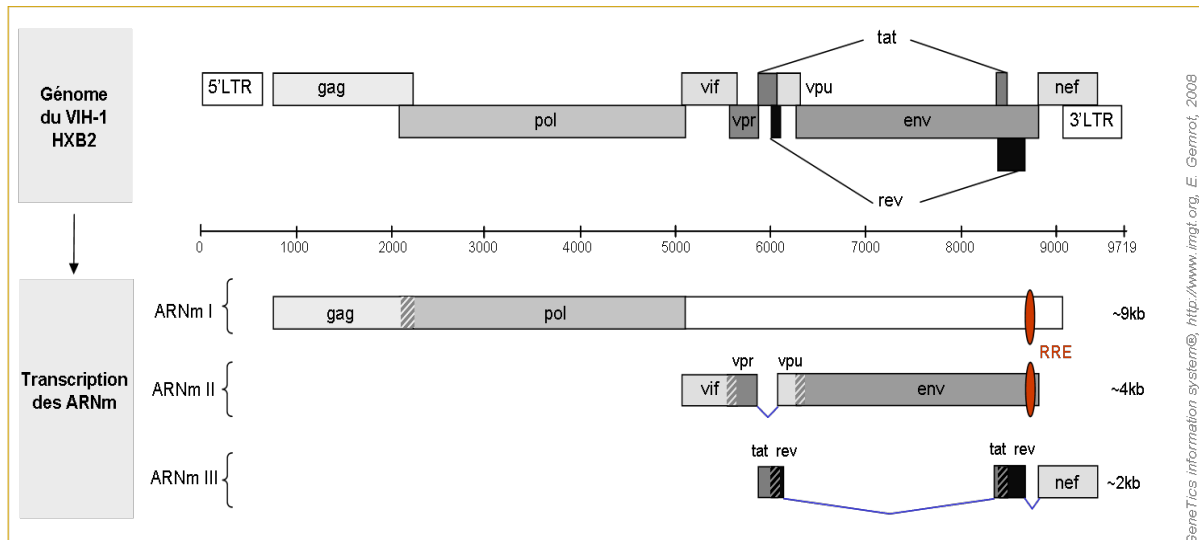 Génome
du VIH-1
HXB2
tat
5'LTR
gag
vif
vpu
nef
pol
vpr
env
3'LTR
rev
0
1000
2000
3000
4000
5000
6000
7000
8000
9000
9719
Transcription
des ARNm
ARNm I
gag
pol
~9kb
RRE
ARNm II
vpr
vpu
vif
env
~4kb
ARNm III
tat rev
tat rev
nef
~2kb
GeneTics information system®, http://www.imgt.org, E. Gemrot, 2008